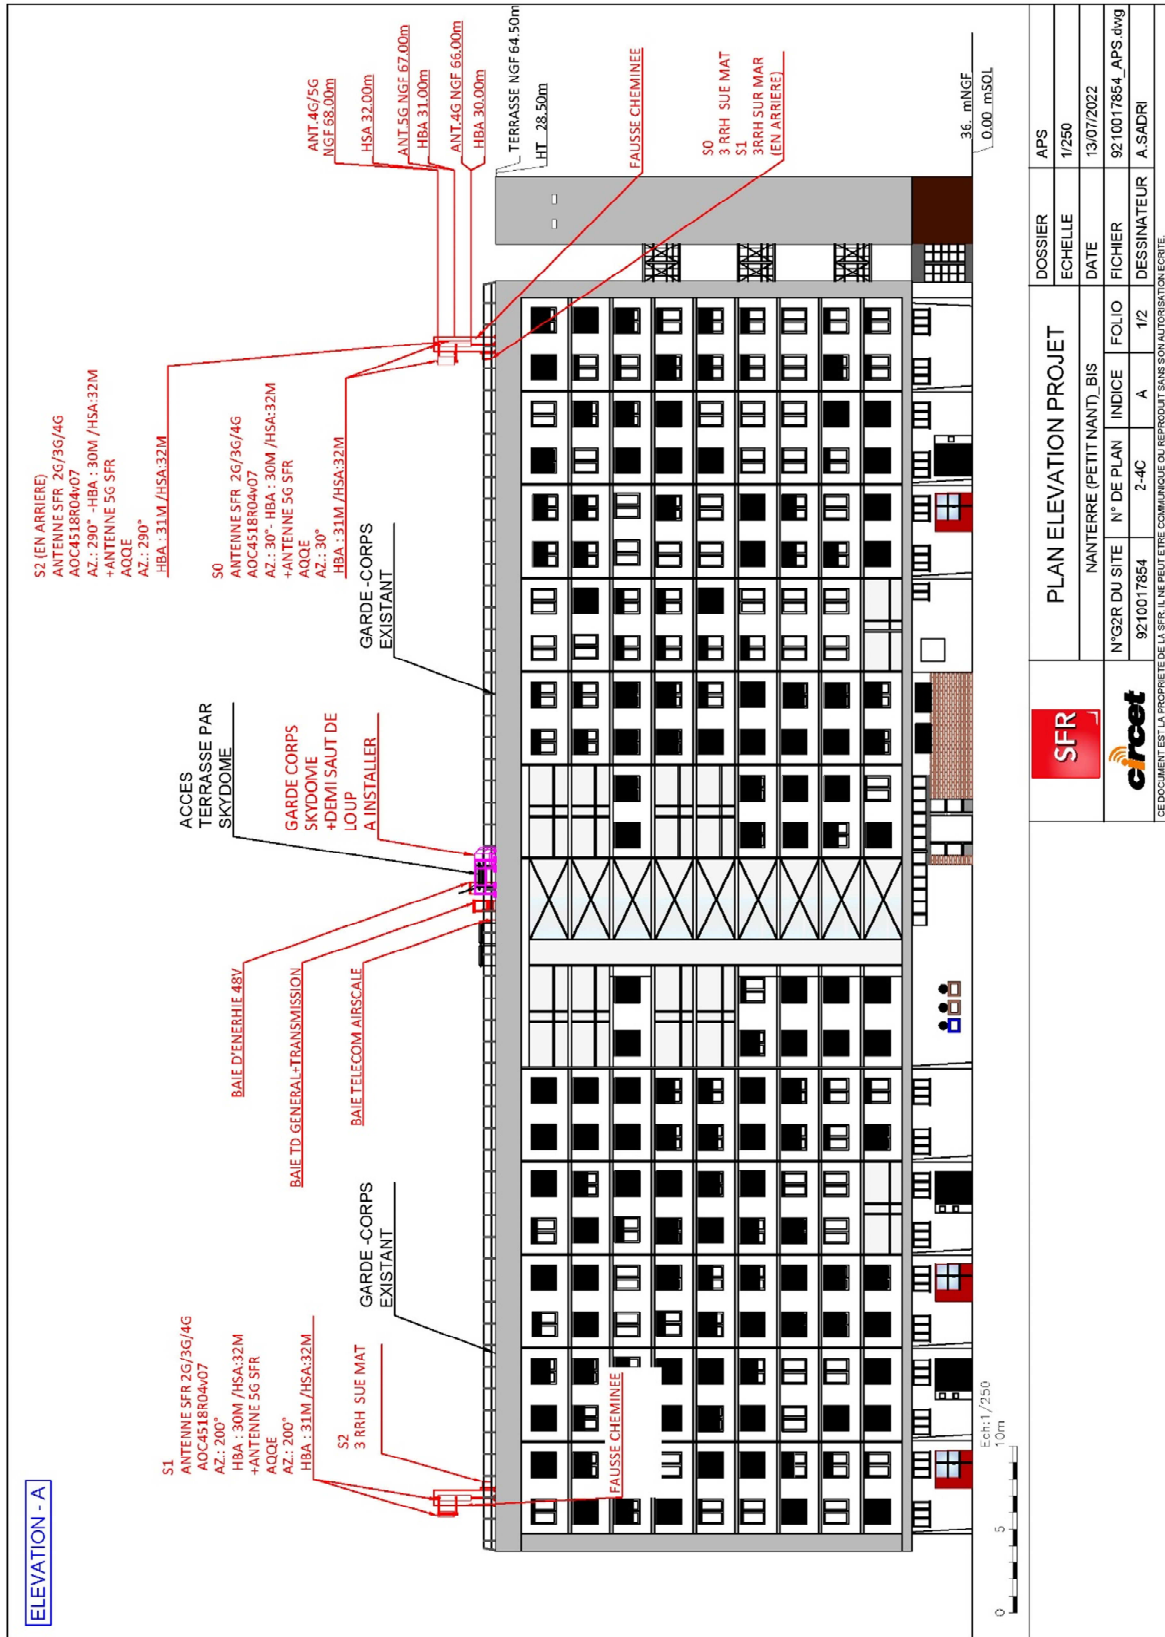 ELEVATION - A
S1
ANTENNE SFR 2G/3G/4G
AOC4518R04v07
AZ.: 200°
HBA : 30M /HSA:32M
+ANTENNE 5G SFR
AQQE
AZ.: 200°
HBA : 31M /HSA:32M
S2
3 RRH SUE MAT
GARDE -CORPS
EXISTANT
FAUSSE CHEMINEE
BAIE D'ENERHIE 48V
BAIE TD GENERAL+TRANSMISSION
BAIE TELECOM AIRSCALE
ACCES
TERRASSE PAR
SKYDOME
GARDE CORPS
SKYDOME
+DEMI SAUT DE
LOUP
A INSTALLER
GARDE -CORPS
EXISTANT
S2 (EN ARRIERE)
ANTENNE SFR 2G/3G/4G
AOC4518R04v07
AZ.: 290° -HBA : 30M /HSA:32M
+ANTENNE 5G SFR
AQQE
AZ.: 290°
HBA : 31M /HSA:32M
S0
ANTENNE SFR 2G/3G/4G
AOC4518R04v07
AZ.: 30°- HBA : 30M /HSA:32M
+ANTENNE 5G SFR
AQQE
AZ.: 30°
HBA : 31M /HSA:32M
ANT.4G/5G
NGF 68.00m
HSA 32.00m
ANT.5G NGF 67.00m
HBA 31.00m
ANT.4G NGF 66.00m
HBA 30.00m
TERRASSE NGF 64.50m
HT 28.50m
FAUSSE CHEMINEE
S0
3 RRH SUE MAT
S1
3RRH SUR MAR
(EN ARRIERE)
36. mNGF
0.00 mSOL
Ech:1/250
0 5 10m
SFR
circet
PLAN ELEVATION PROJET
NANTERRE (PETIT NANT)_BIS
N°G2R DU SITE N° DE PLAN INDICE FOLIO
9210017854 2-4C A 1/2
DOSSIER APS
ECHELLE 1/250
DATE 13/07/2022
FICHIER 9210017854_APS.dwg
DESSINATEUR A.SADRI
CE DOCUMENT EST LA PROPRIETE DE LA SFR. IL NE PEUT ETRE COMMUNIQUE OU REPRODUIT SANS SON AUTORISATION ECRITE.